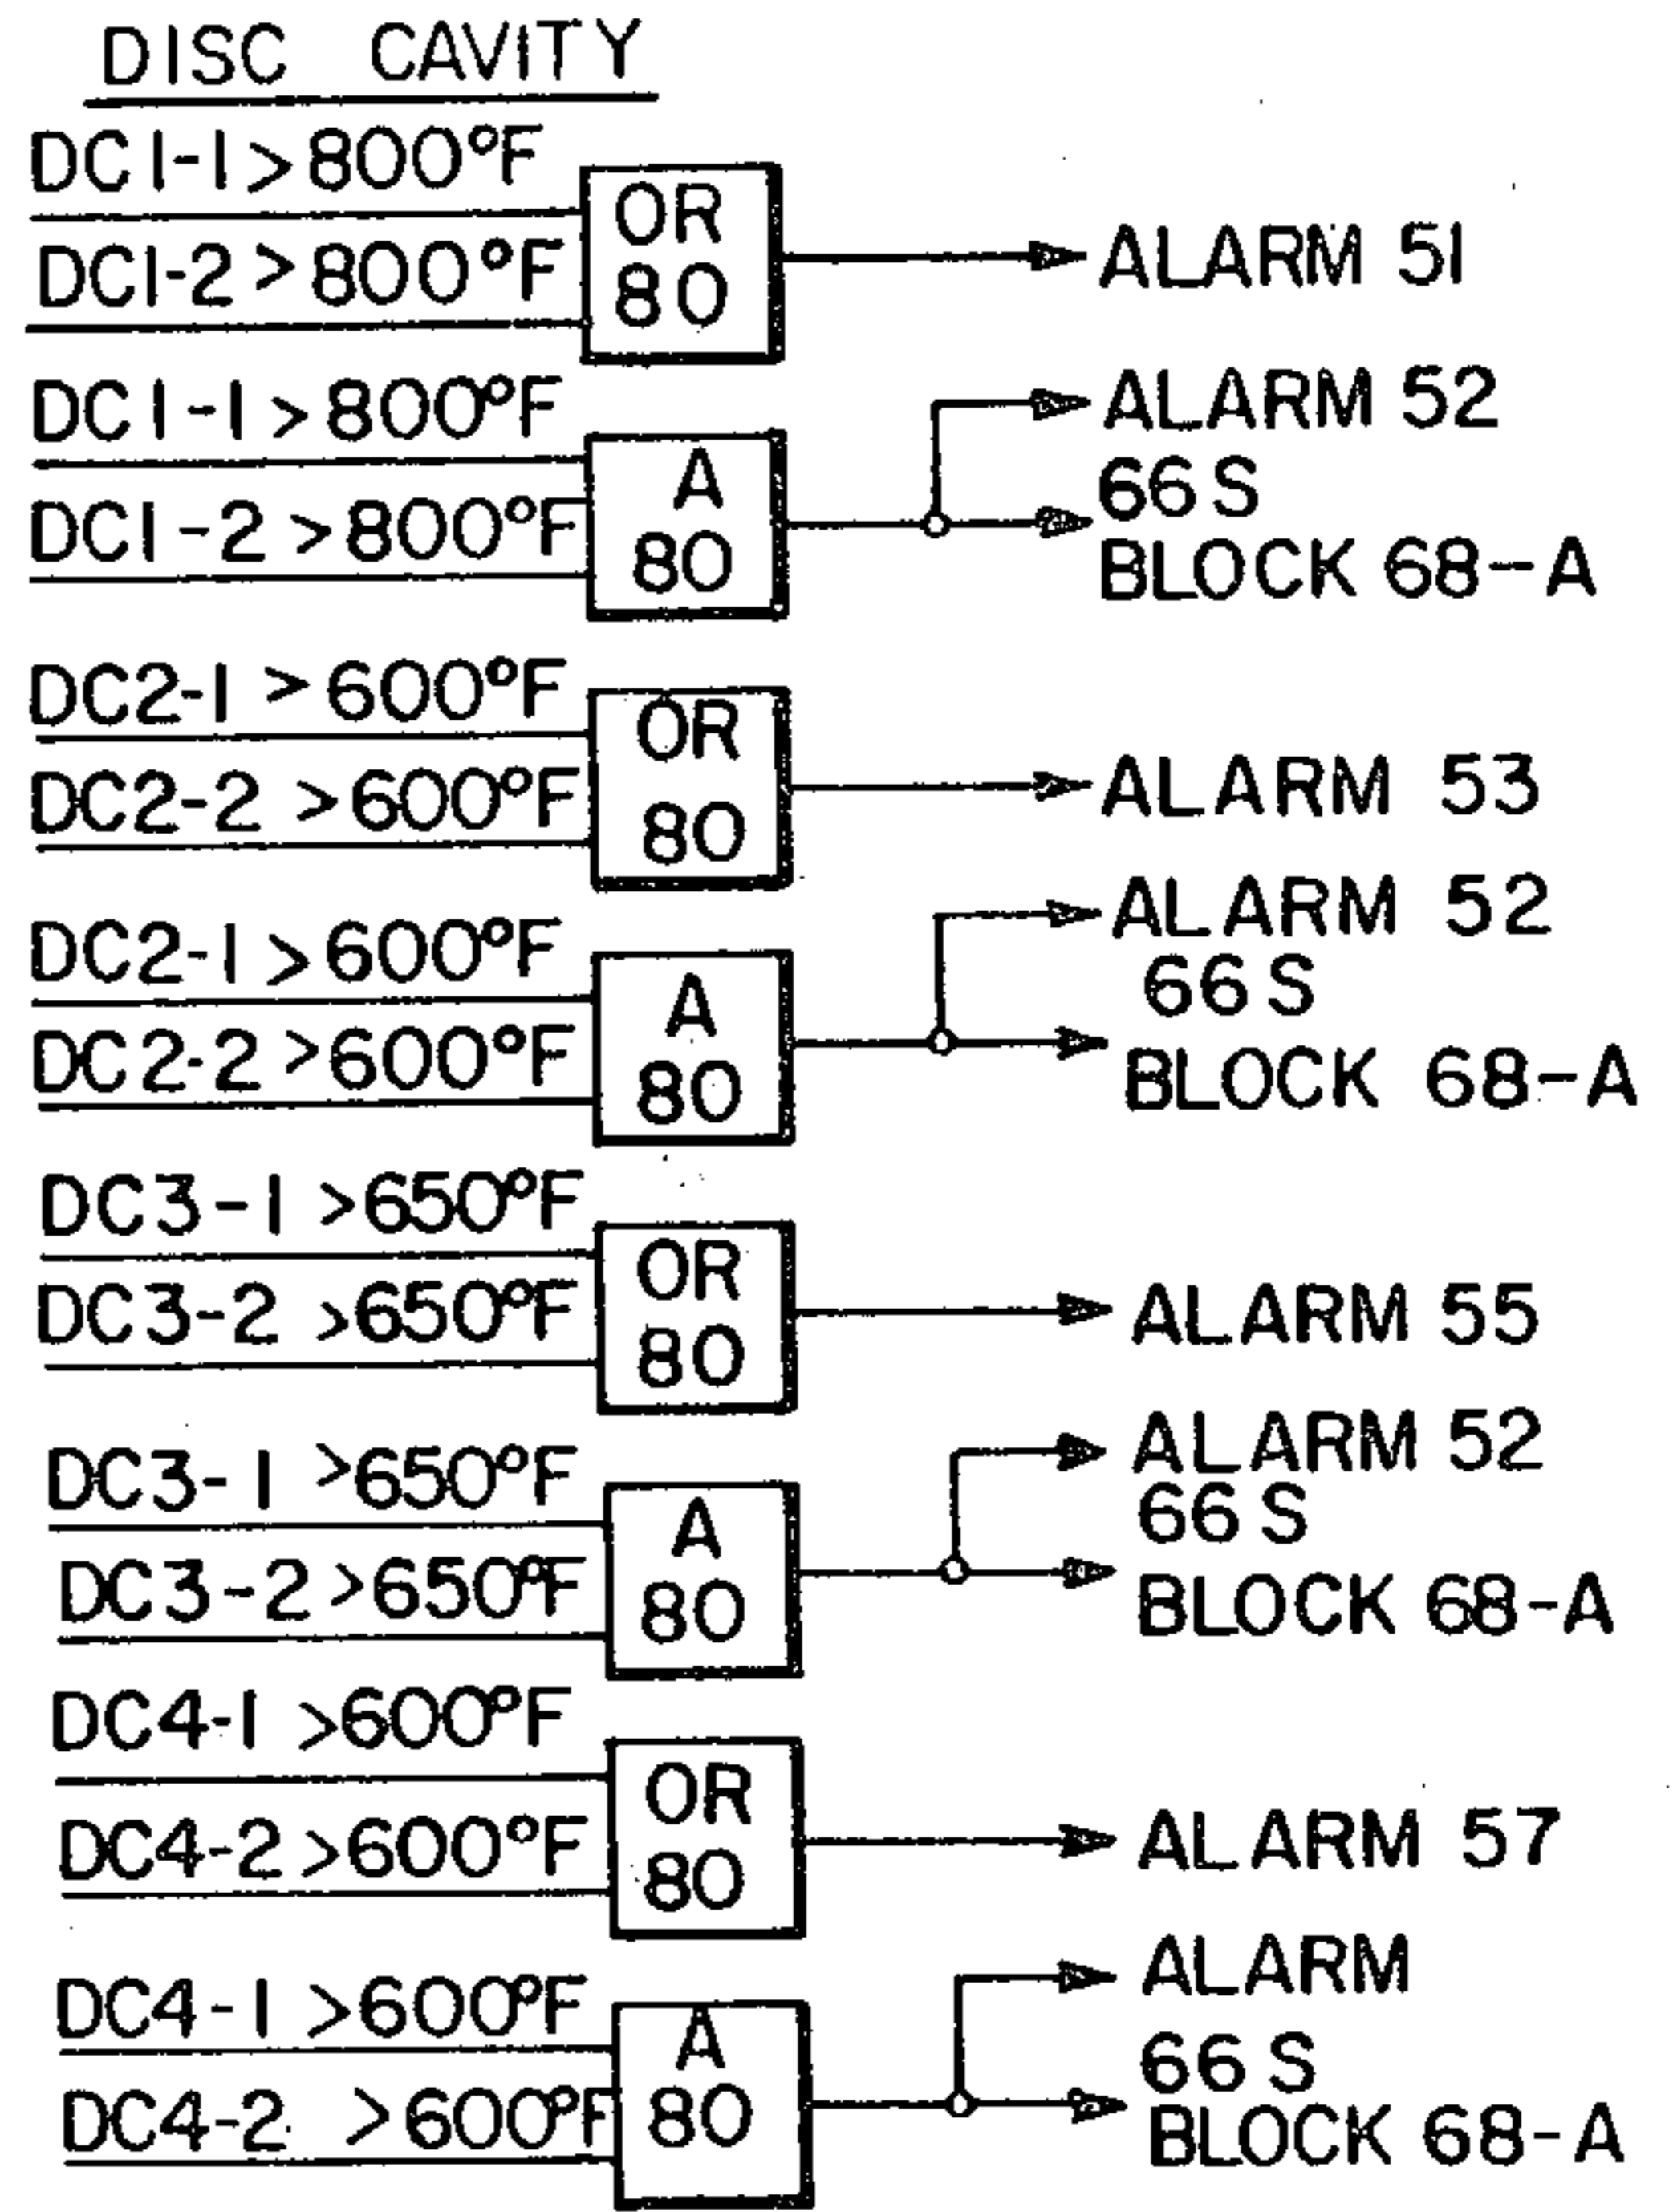 DISC CAVITY
DC1-1>800°F
OR
DC1-2>800°F
80
ALARM 51
DC1-1>800°F
ALARM 52
A
66S
DC1-2>800°F
80
BLOCK 68-A
DC2-1>600°F
OR
DC2-2>600°F
80
ALARM 53
ALARM 52
DC2-1>600°F
A
66S
DC2-2>600°F
80
BLOCK 68-A
DC3-1>650°F
OR
DC3-2>650°F
80
ALARM 55
ALARM 52
DC3-1>650°F
A
66S
DC3-2>650°F
80
BLOCK 68-A
DC4-1>600°F
OR
DC4-2>600°F
80
ALARM 57
ALARM
DC4-1>600°F
A
66S
DC4-2>600°F
80
BLOCK 68-A